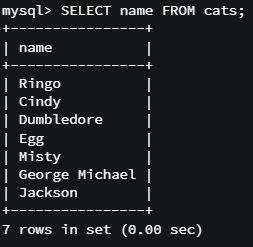 mysql> SELECT name FROM cats;
+----------------+
| name           |
+----------------+
| Ringo          |
| Cindy          |
| Dumbledore     |
| Egg            |
| Misty          |
| George Michael |
| Jackson        |
+----------------+
7 rows in set (0.00 sec)